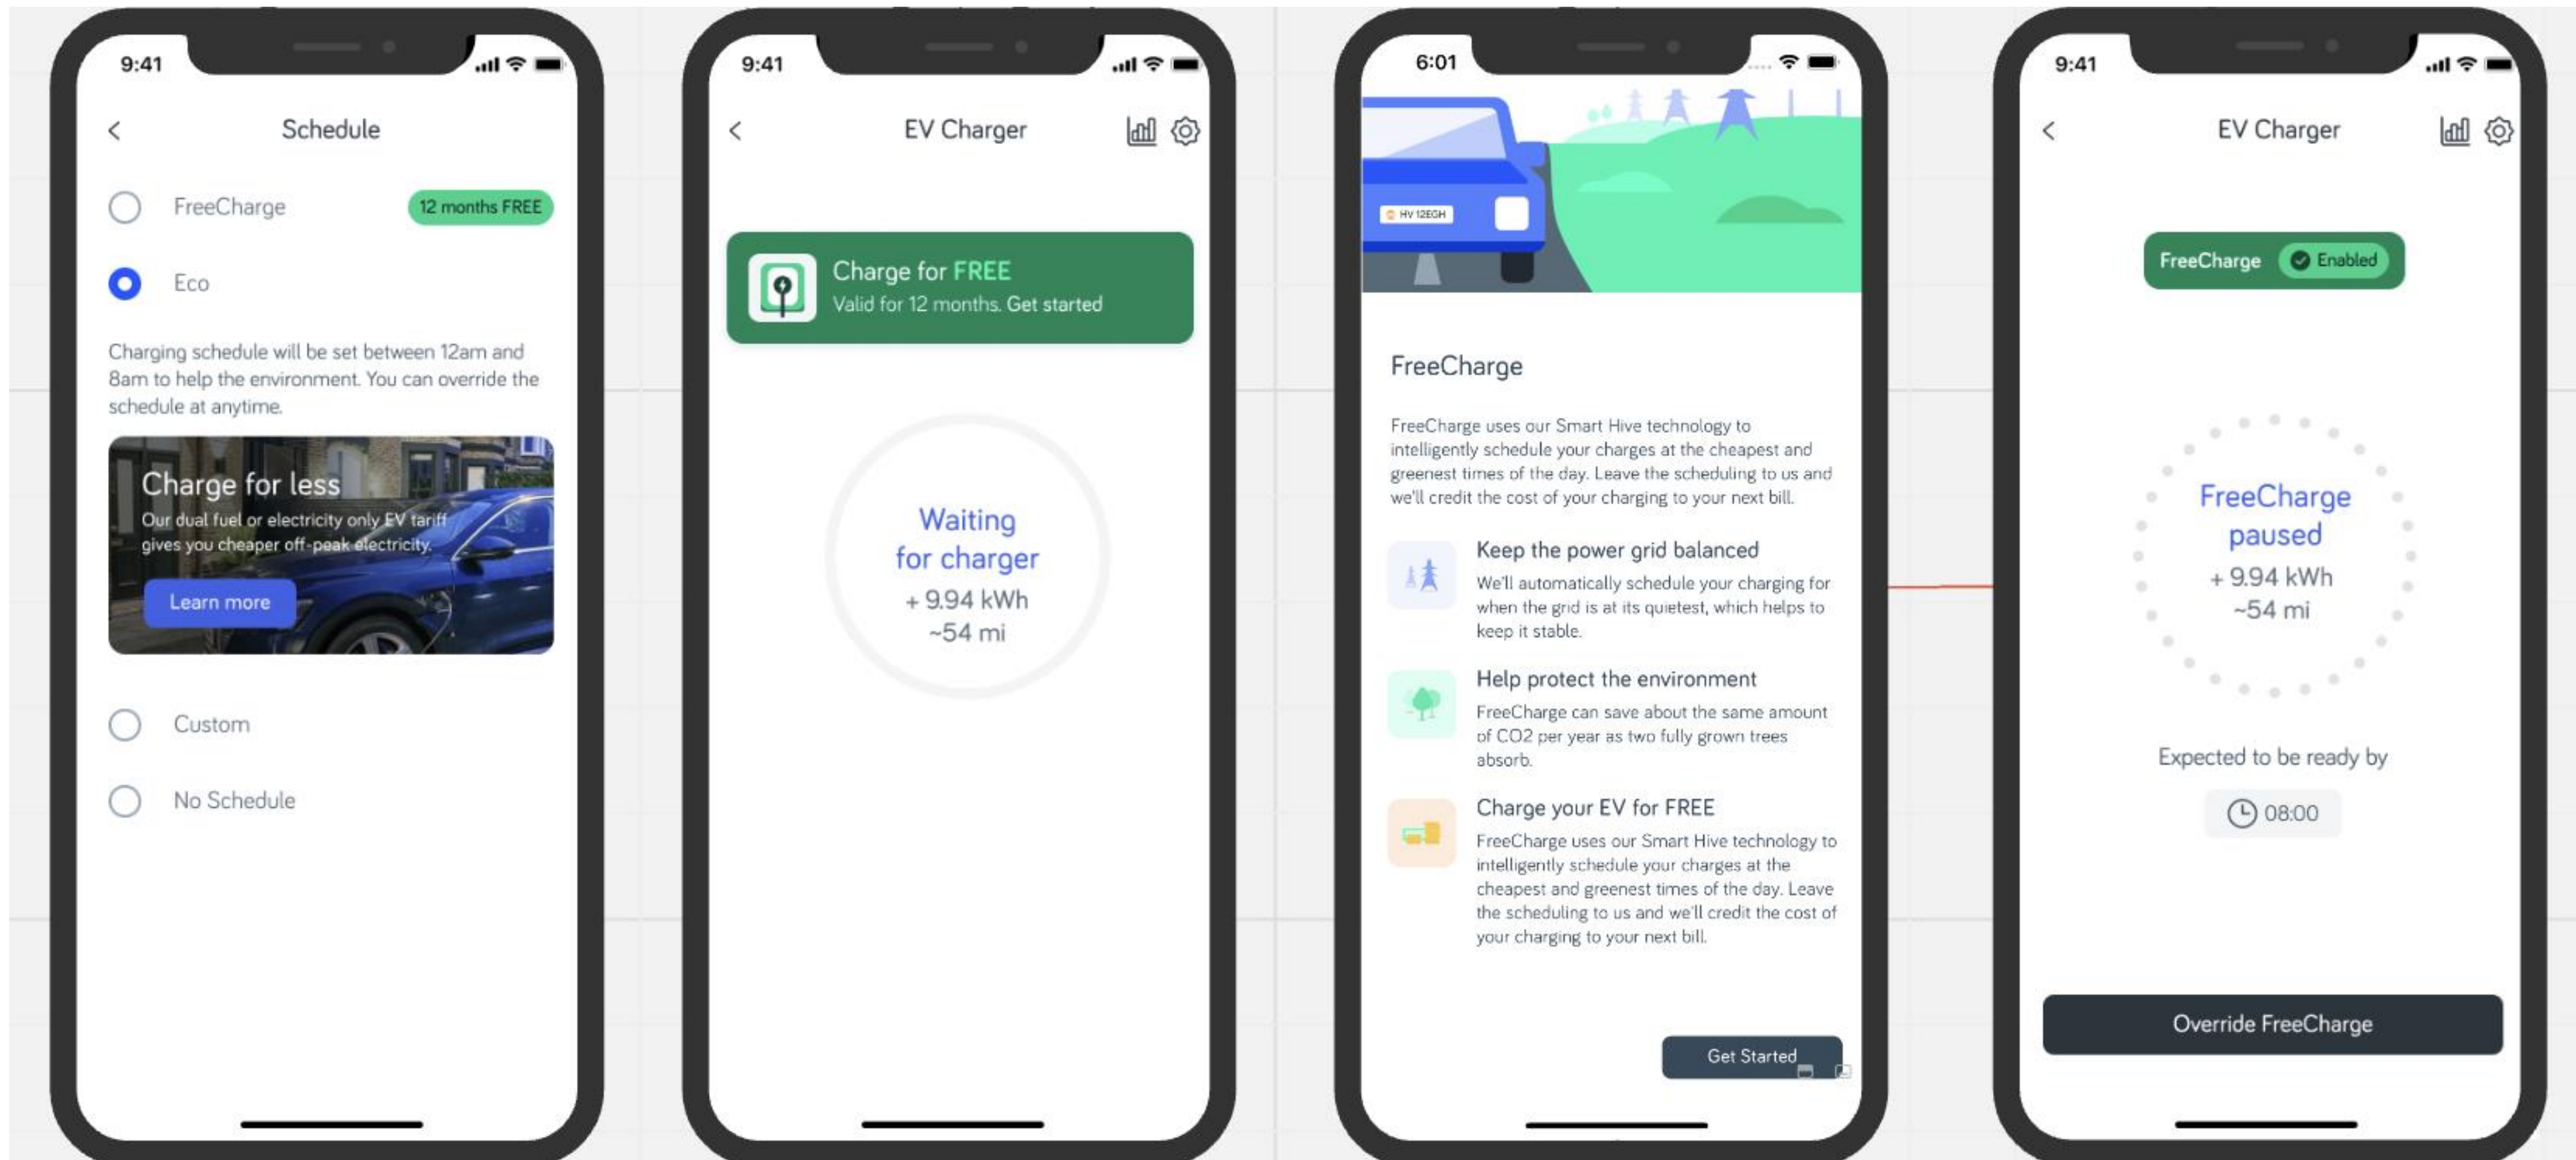 9:41
Schedule
FreeCharge
12 months FREE
Eco
Charging schedule will be set between 12am and
8am to help the environment. You can override the
schedule at anytime.
Charge for less
Our dual fuel or electricity only EV tariff
gives you cheaper off-peak electricity.
Learn more
Custom
No Schedule
9:41
EV Charger
Charge for FREE
Valid for 12 months. Get started
Waiting
for charger
+ 9.94 kWh
~54 mi
6:01
HV 12EGH
FreeCharge
FreeCharge uses our Smart Hive technology to
intelligently schedule your charges at the cheapest and
greenest times of the day. Leave the scheduling to us and
we'll credit the cost of your charging to your next bill.
Keep the power grid balanced
We'll automatically schedule your charging for
when the grid is at its quietest, which helps to
keep it stable.
Help protect the environment
FreeCharge can save about the same amount
of CO2 per year as two fully grown trees
absorb.
Charge your EV for FREE
FreeCharge uses our Smart Hive technology to
intelligently schedule your charges at the
cheapest and greenest times of the day. Leave
the scheduling to us and we'll credit the cost of
your charging to your next bill.
Get Started
9:41
EV Charger
FreeCharge
Enabled
FreeCharge
paused
+ 9.94 kWh
~54 mi
Expected to be ready by
08:00
Override FreeCharge